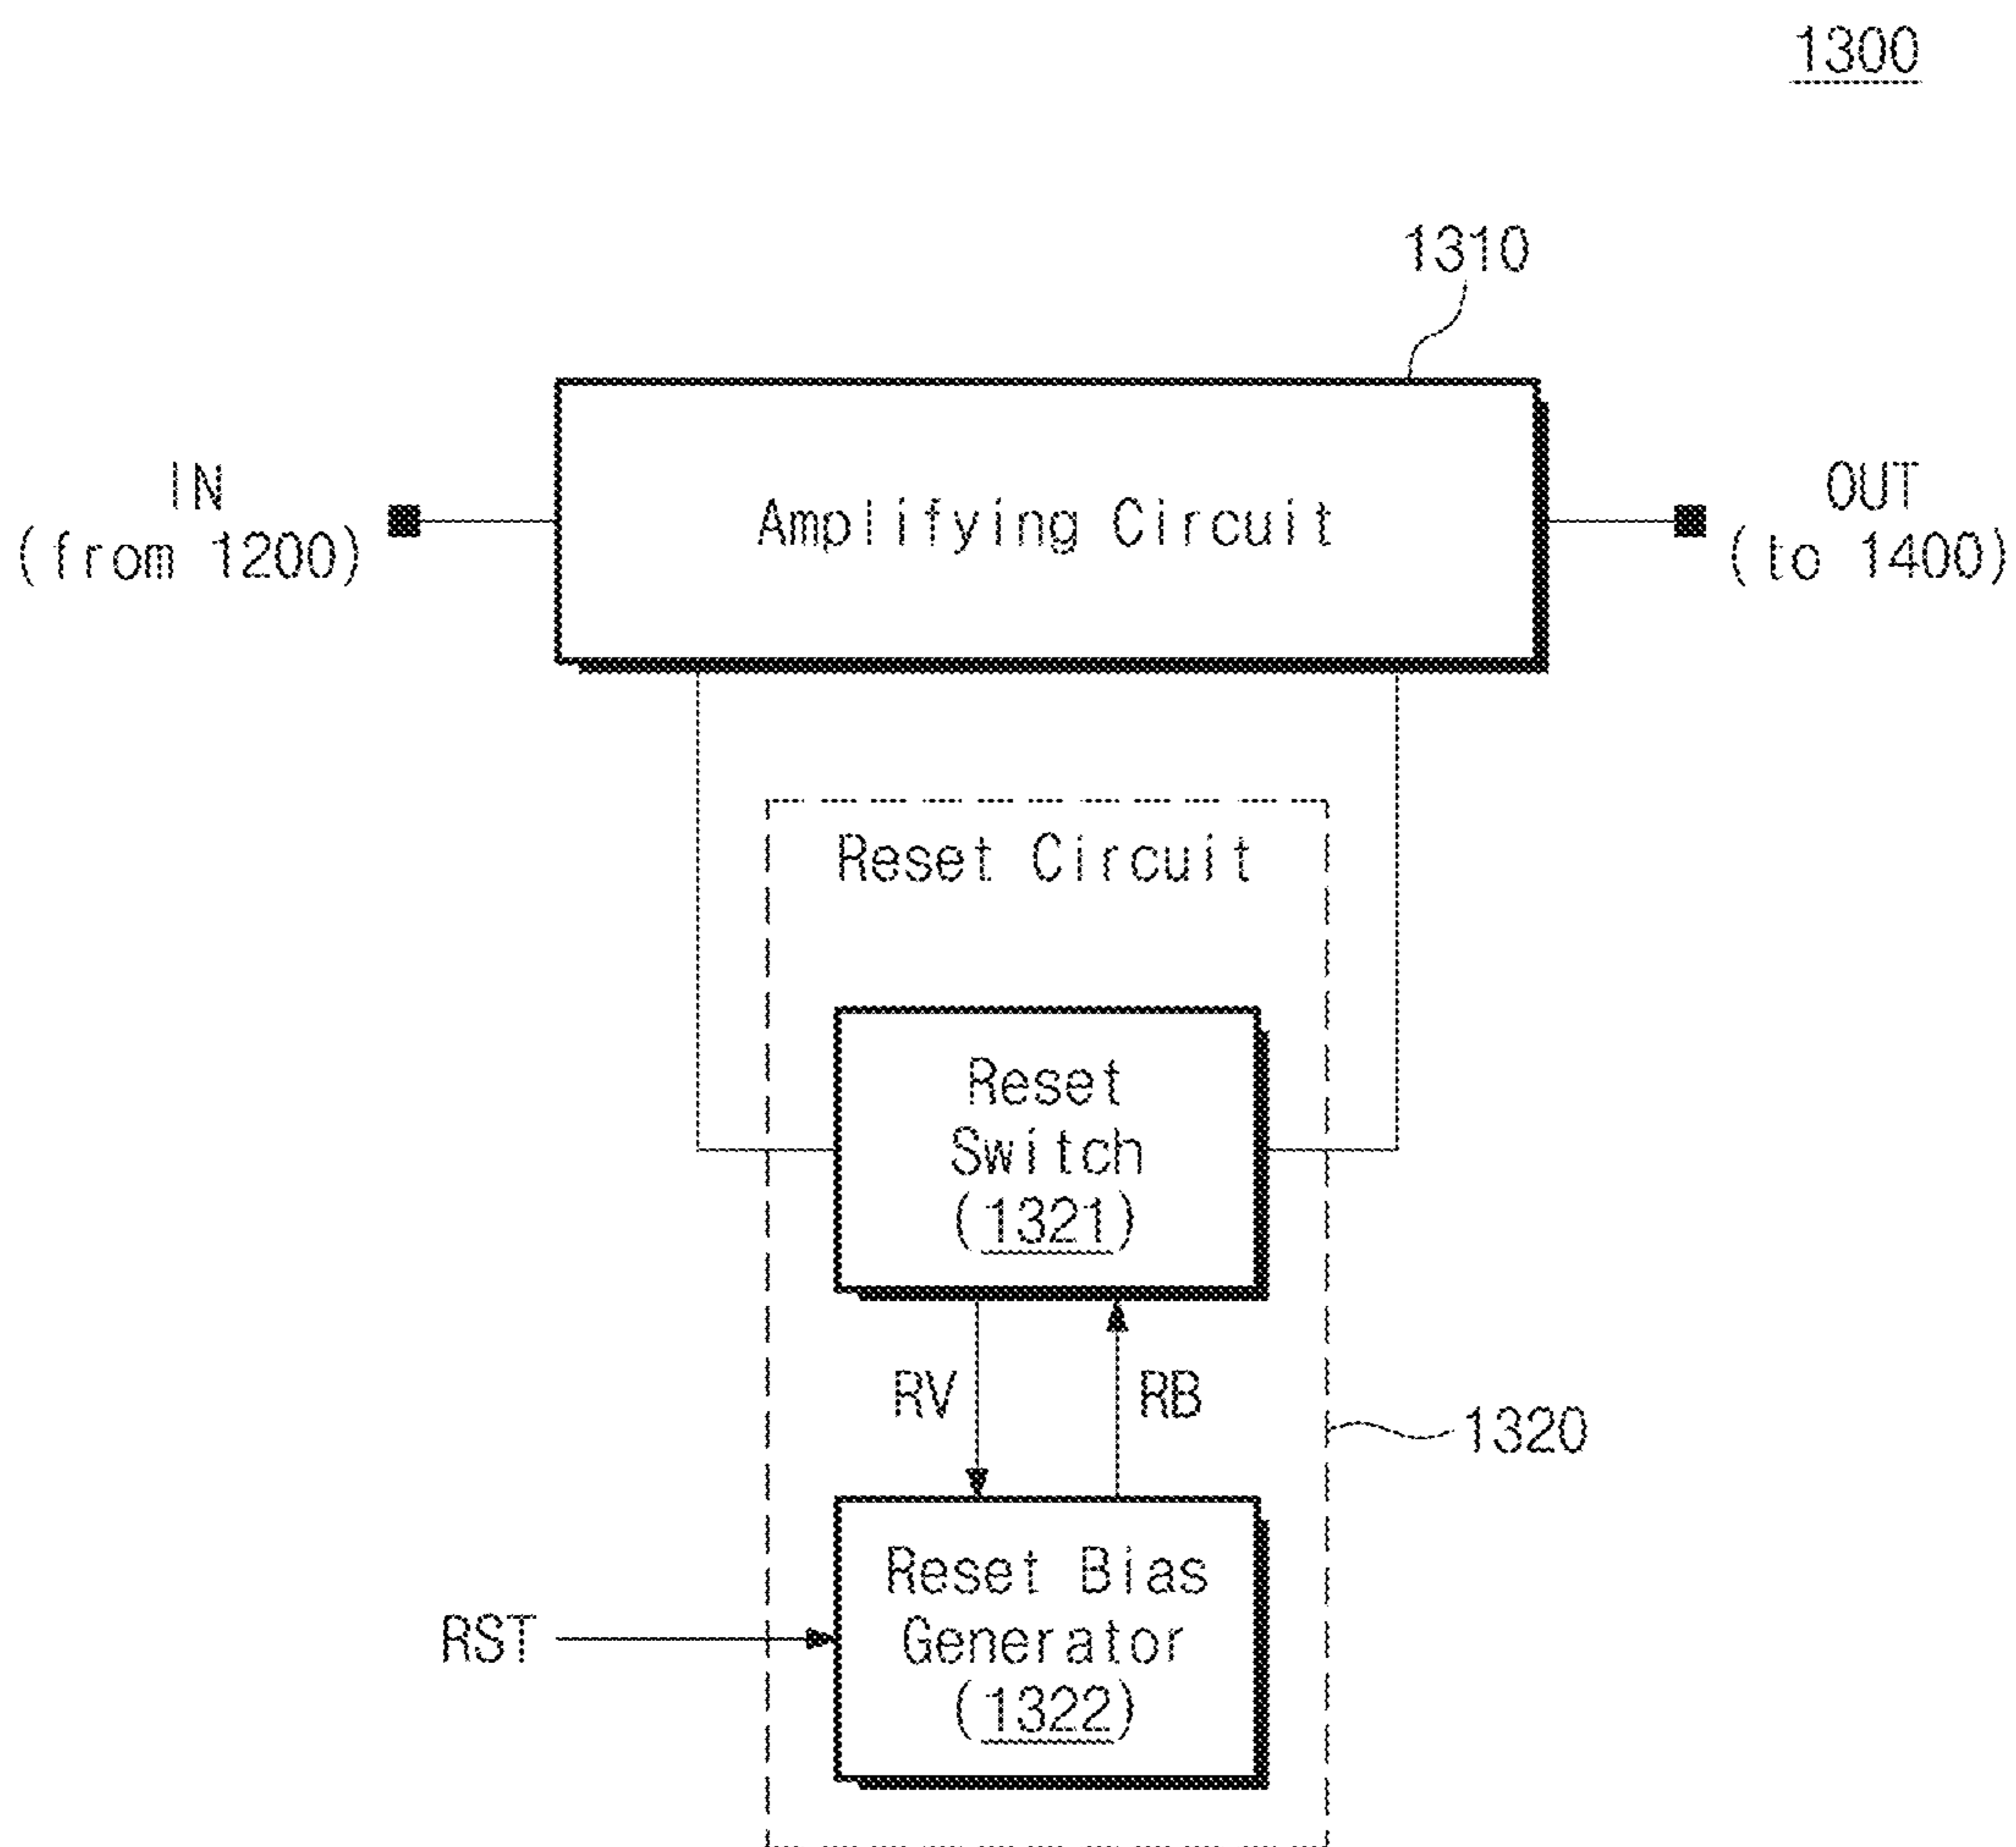 1300
1310
IN
(from 1200)
Amplifying Circuit
OUT
(to 1400)
Reset Circuit
Reset
Switch
(1321)
RV
RB
1320
Reset Bias
Generator
(1322)
RST